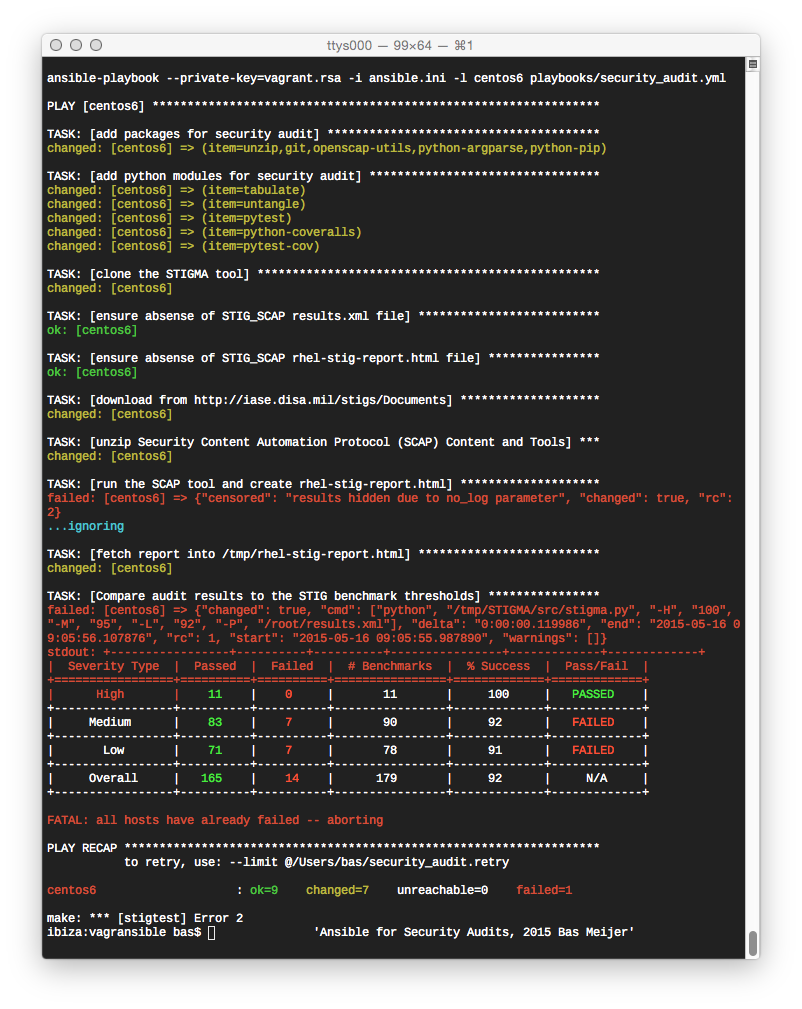 ttys000 — 99×64 — ⌘1
ansible-playbook --private-key=vagrant.rsa -i ansible.ini -l centos6 playbooks/security_audit.yml
PLAY [centos6] ****************************************************************
TASK: [add packages for security audit] ***************************************
changed: [centos6] => (item=unzip,git,openscap-utils,python-argparse,python-pip)
TASK: [add python modules for security audit] *********************************
changed: [centos6] => (item=tabulate)
changed: [centos6] => (item=untangle)
changed: [centos6] => (item=pytest)
changed: [centos6] => (item=python-coveralls)
changed: [centos6] => (item=pytest-cov)
TASK: [clone the STIGMA tool] *************************************************
changed: [centos6]
TASK: [ensure absense of STIG_SCAP results.xml file] **************************
ok: [centos6]
TASK: [ensure absense of STIG_SCAP rhel-stig-report.html file] ****************
ok: [centos6]
TASK: [download from http://iase.disa.mil/stigs/Documents] ********************
changed: [centos6]
TASK: [unzip Security Content Automation Protocol (SCAP) Content and Tools] ***
changed: [centos6]
TASK: [run the SCAP tool and create rhel-stig-report.html] ********************
failed: [centos6] => {"censored": "results hidden due to no_log parameter", "changed": true, "rc":
2}
...ignoring
TASK: [fetch report into /tmp/rhel-stig-report.html] **************************
changed: [centos6]
TASK: [Compare audit results to the STIG benchmark thresholds] ****************
failed: [centos6] => {"changed": true, "cmd": ["python", "/tmp/STIGMA/src/stigma.py", "-H", "100",
"-M", "95", "-L", "92", "-P", "/root/results.xml"], "delta": "0:00:00.119986", "end": "2015-05-16 0
9:05:56.107876", "rc": 1, "start": "2015-05-16 09:05:55.987890", "warnings": []}
stdout: +-----------------+----------+----------+----------------+-------------+-------------+
|  Severity Type  |  Passed  |  Failed  |  # Benchmarks  |  % Success  |  Pass/Fail  |
+=================+==========+==========+================+=============+=============+
|      High       |    11    |    0     |       11       |     100     |   PASSED    |
+-----------------+----------+----------+----------------+-------------+-------------+
|     Medium      |    83    |    7     |       90       |     92      |   FAILED    |
+-----------------+----------+----------+----------------+-------------+-------------+
|       Low       |    71    |    7     |       78       |     91      |   FAILED    |
+-----------------+----------+----------+----------------+-------------+-------------+
|     Overall     |   165    |    14    |      179       |     92      |     N/A     |
+-----------------+----------+----------+----------------+-------------+-------------+
FATAL: all hosts have already failed -- aborting
PLAY RECAP ********************************************************************
to retry, use: --limit @/Users/bas/security_audit.retry
centos6                    : ok=9    changed=7    unreachable=0    failed=1
make: *** [stigtest] Error 2
ibiza:vagransible bas$                'Ansible for Security Audits, 2015 Bas Meijer'